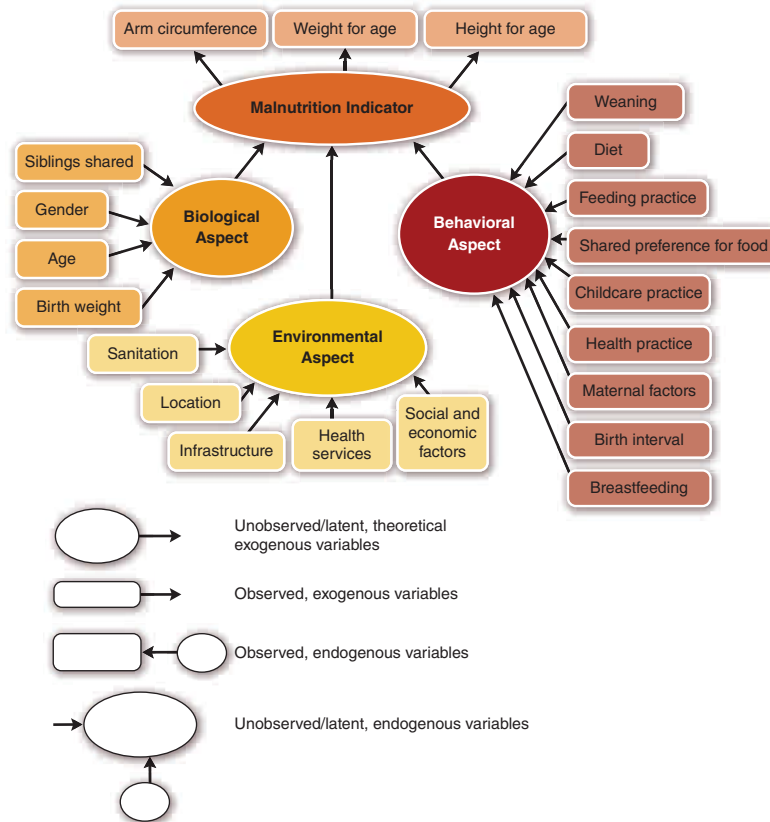 Arm circumference
Weight for age
Height for age
Malnutrition Indicator
Siblings shared
Gender
Age
Birth weight
Biological
Aspect
Behavioral
Aspect
Weaning
Diet
Feeding practice
Shared preference for food
Childcare practice
Health practice
Maternal factors
Birth interval
Breastfeeding
Environmental
Aspect
Sanitation
Location
Infrastructure
Health
services
Social and
economic
factors
Unobserved/latent, theoretical
exogenous variables
Observed, exogenous variables
Observed, endogenous variables
Unobserved/latent, endogenous variables